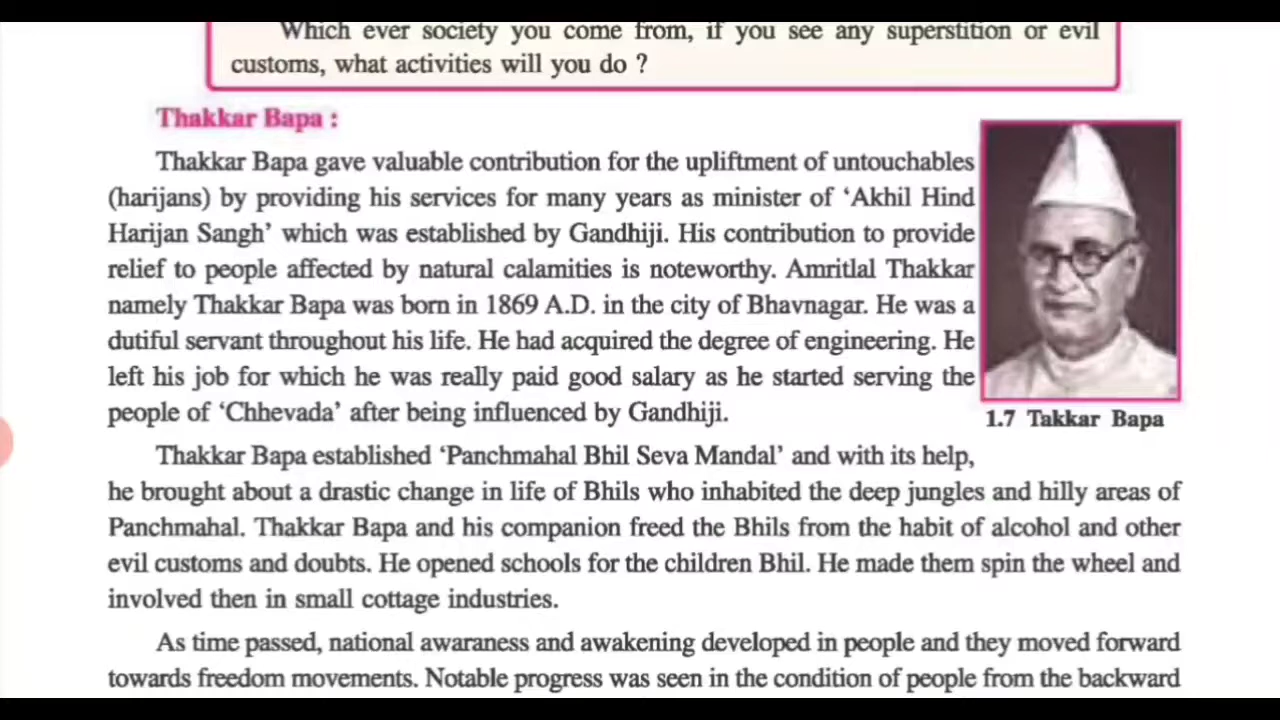 Which ever society you come from, if you see any superstition or evil
customs, what activities will you do ?
Thakkar Bapa :
Thakkar Bapa gave valuable contribution for the upliftment of untouchables
(harijans) by providing his services for many years as minister of ‘Akhil Hind
Harijan Sangh’ which was established by Gandhiji. His contribution to provide
relief to people affected by natural calamities is noteworthy. Amritlal Thakkar
namely Thakkar Bapa was born in 1869 A.D. in the city of Bhavnagar. He was a
dutiful servant throughout his life. He had acquired the degree of engineering. He
left his job for which he was really paid good salary as he started serving the
people of ‘Chhevada’ after being influenced by Gandhiji.
1.7 Takkar Bapa
Thakkar Bapa established ‘Panchmahal Bhil Seva Mandal’ and with its help,
he brought about a drastic change in life of Bhils who inhabited the deep jungles and hilly areas of
Panchmahal. Thakkar Bapa and his companion freed the Bhils from the habit of alcohol and other
evil customs and doubts. He opened schools for the children Bhil. He made them spin the wheel and
involved then in small cottage industries.
As time passed, national awaraness and awakening developed in people and they moved forward
towards freedom movements. Notable progress was seen in the condition of people from the backward